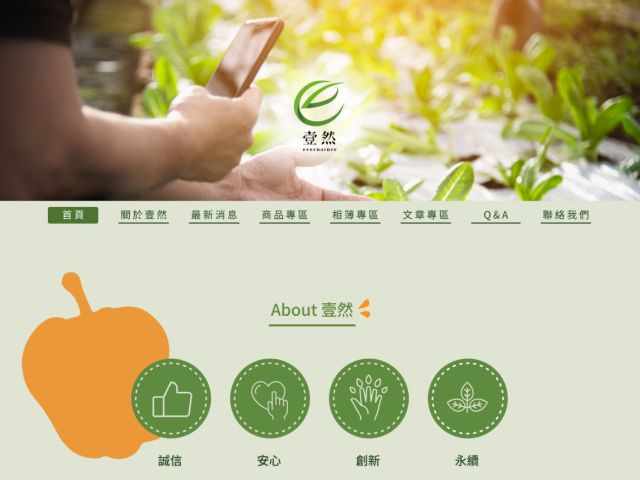 壹然
evernature
首頁
關於壹然
最新消息
商品專區
相簿專區
文章專區
Q&A
聯絡我們
About 壹然
誠信
安心
創新
永續